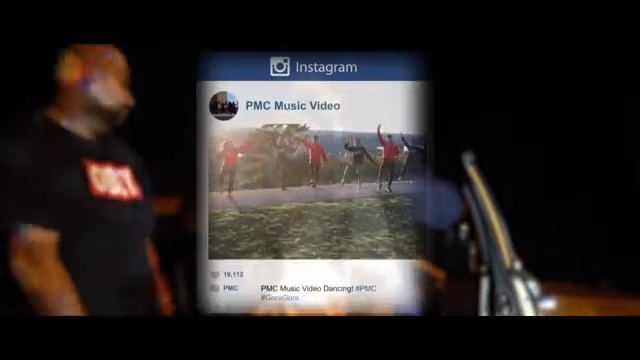 Instagram
PMC Music Video
19,112
PMC
PMC Music Video Dancing! #PMC
#GoraGora